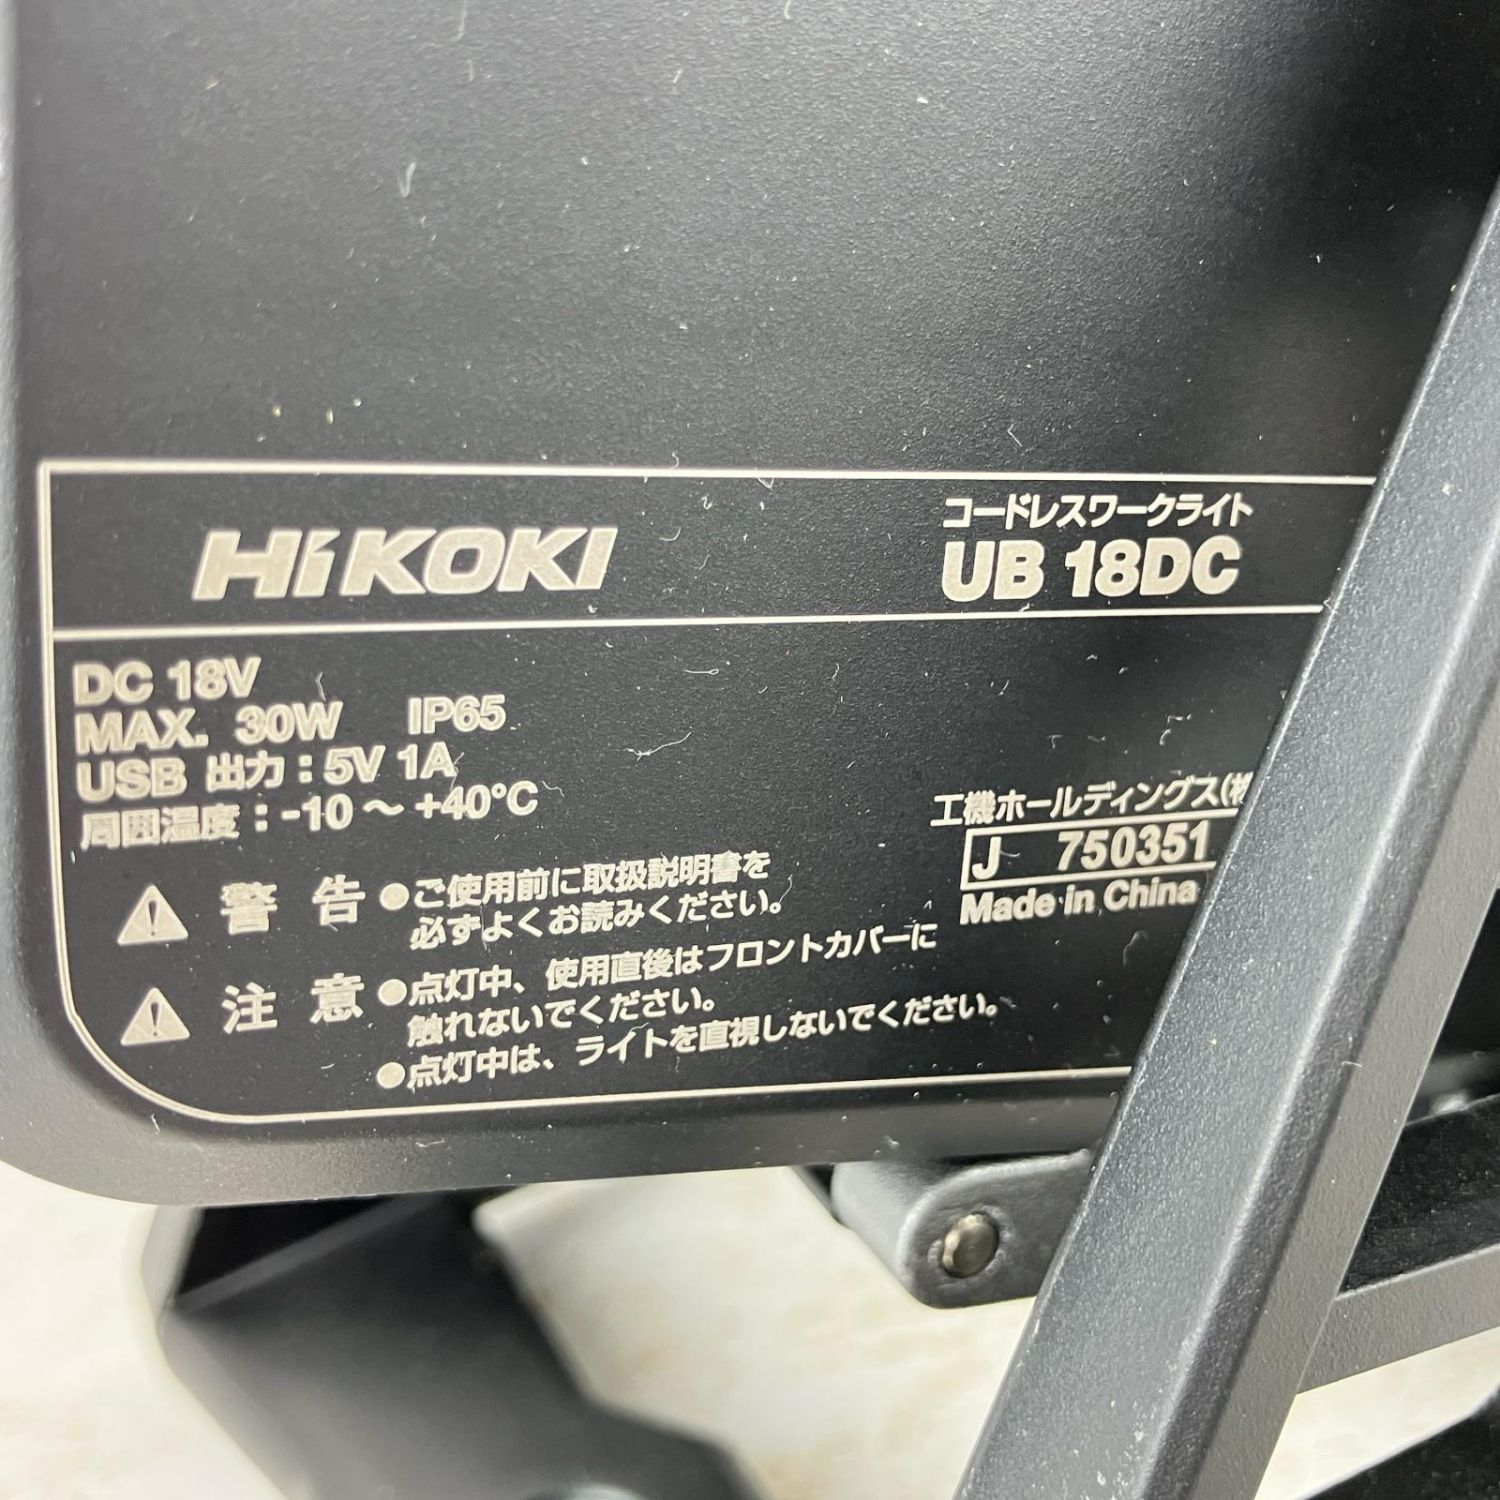 HiKOKI
コードレスワークライト
UB 18DC
DC 18V
MAX. 30W IP65
USB 出力：5V 1A
周囲温度：-10～+40℃
工機ホールディングス(株
J 750351
Made in China
警告 ●ご使用前に取扱説明書を
必ずよくお読みください。
注意 ●点灯中、使用直後はフロントカバーに
触れないでください。
●点灯中は、ライトを直視しないでください。